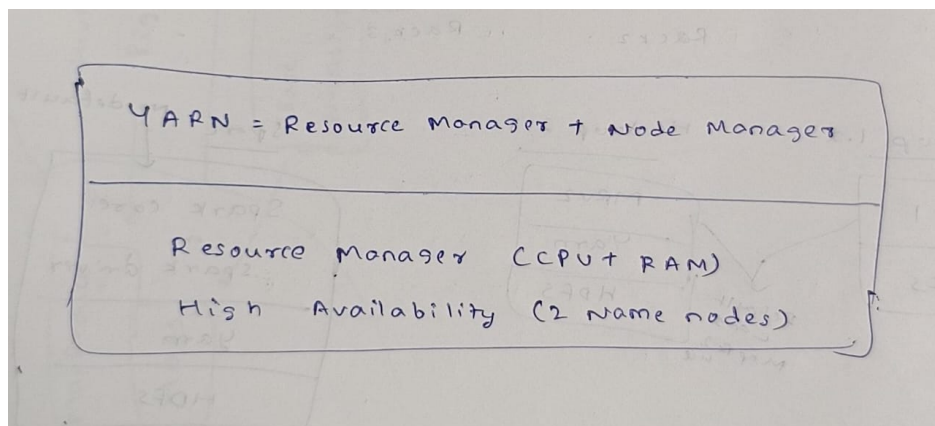 YARN = Resource Manager + Node Manager
Resource Manager (CPU + RAM)
High Availability (2 Name nodes)